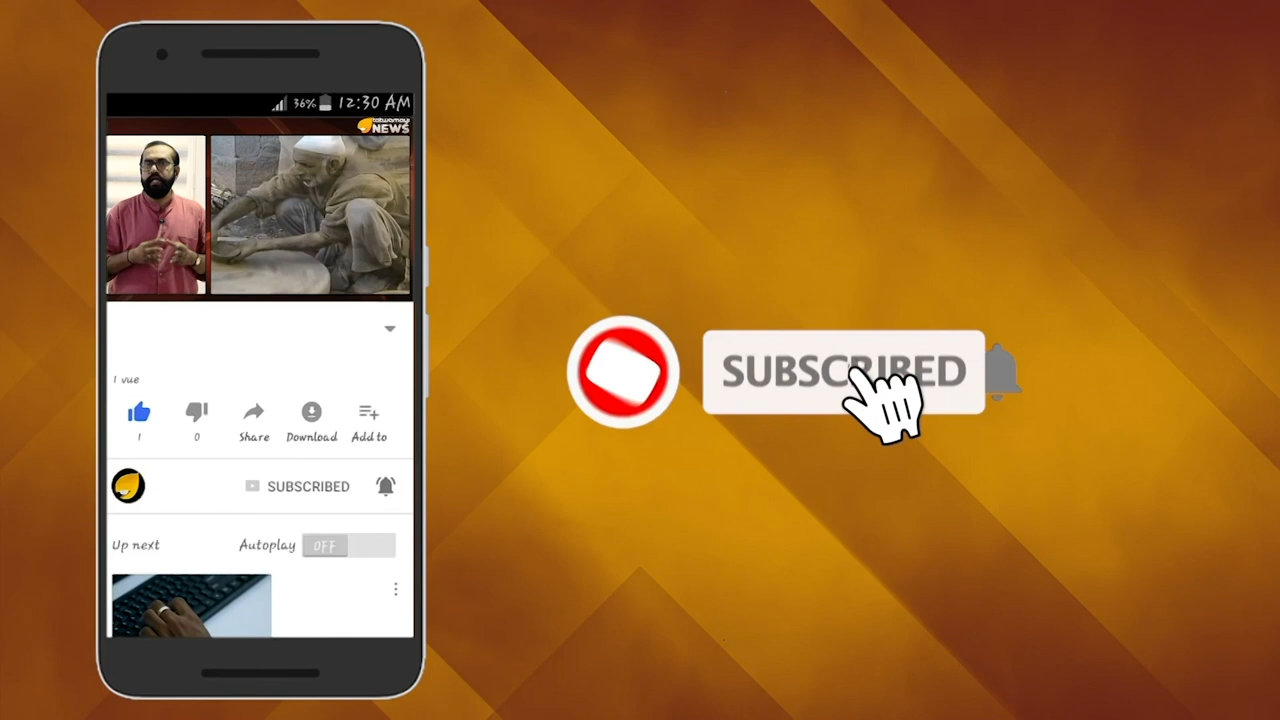 36% 12:30 AM
tatwamayi
NEWS
1 vue
1
0
Share
Download
Add to
SUBSCRIBED
Up next
Autoplay
OFF
SUBSCRIBED